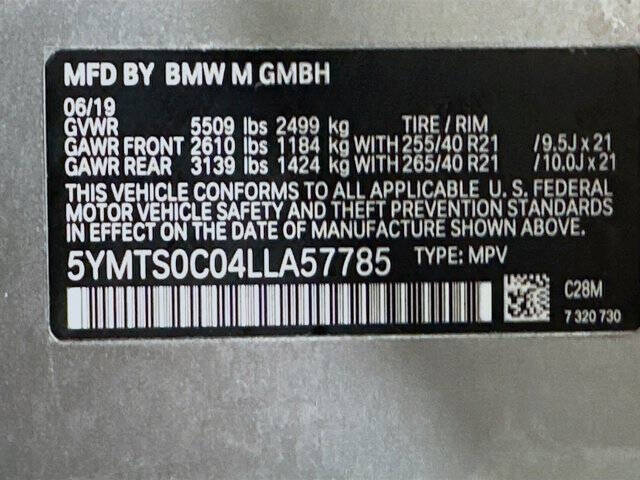 MFD BY BMW M GMBH
06/19
GVWR 5509 lbs 2499 kg TIRE / RIM
GAWR FRONT 2610 lbs 1184 kg WITH 255/40 R21 /9.5J x 21
GAWR REAR 3139 lbs 1424 kg WITH 265/40 R21 /10.0J x 21
THIS VEHICLE CONFORMS TO ALL APPLICABLE U. S. FEDERAL
MOTOR VEHICLE SAFETY AND THEFT PREVENTION STANDARDS
IN EFFECT ON THE DATE OF MANUFACTURE SHOWN ABOVE.
5YMTS0C04LLA57785 TYPE: MPV
C28M
7 320 730